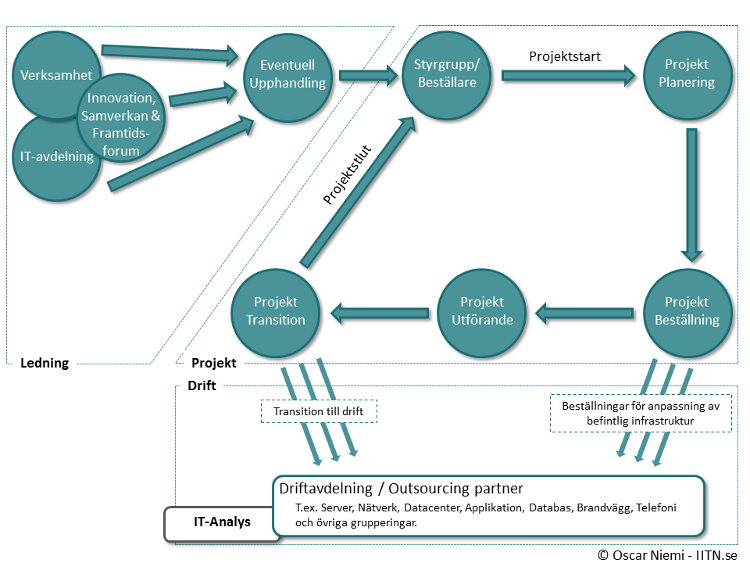 Verksamhet
Innovation,
Samverkan &
Framtids-
forum
IT-avdelning
Eventuell
Upphandling
Styrgrupp/
Beställare
Projektstart
Projekt
Planering
Projektstlut
Projekt
Transition
Projekt
Utförande
Projekt
Beställning
Ledning
Projekt
Drift
Transition till drift
Beställningar för anpassning av
befintlig infrastruktur
Driftavdelning / Outsourcing partner
T.ex. Server, Nätverk, Datacenter, Applikation, Databas, Brandvägg, Telefoni
och övriga grupperingar.
IT-Analys
© Oscar Niemi - IITN.se